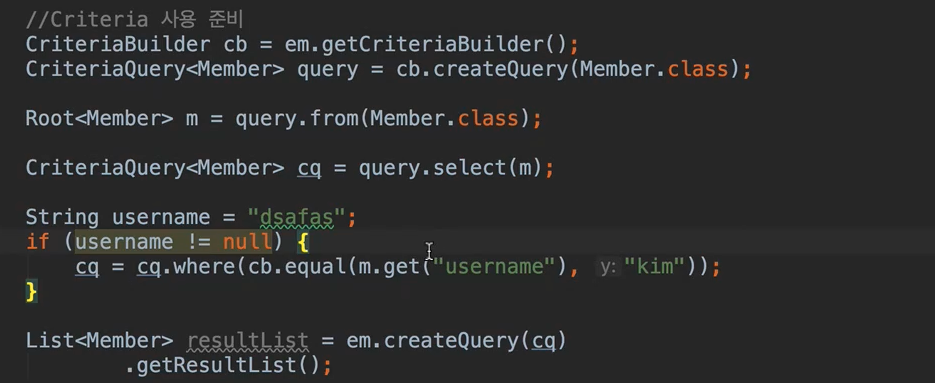 //Criteria 사용 준비
CriteriaBuilder cb = em.getCriteriaBuilder();
CriteriaQuery<Member> query = cb.createQuery(Member.class);
Root<Member> m = query.from(Member.class);
CriteriaQuery<Member> cq = query.select(m);
String username = "dsafas";
if (username != null) {
cq = cq.where(cb.equal(m.get("username"), y: "kim"));
}
List<Member> resultList = em.createQuery(cq)
.getResultList();